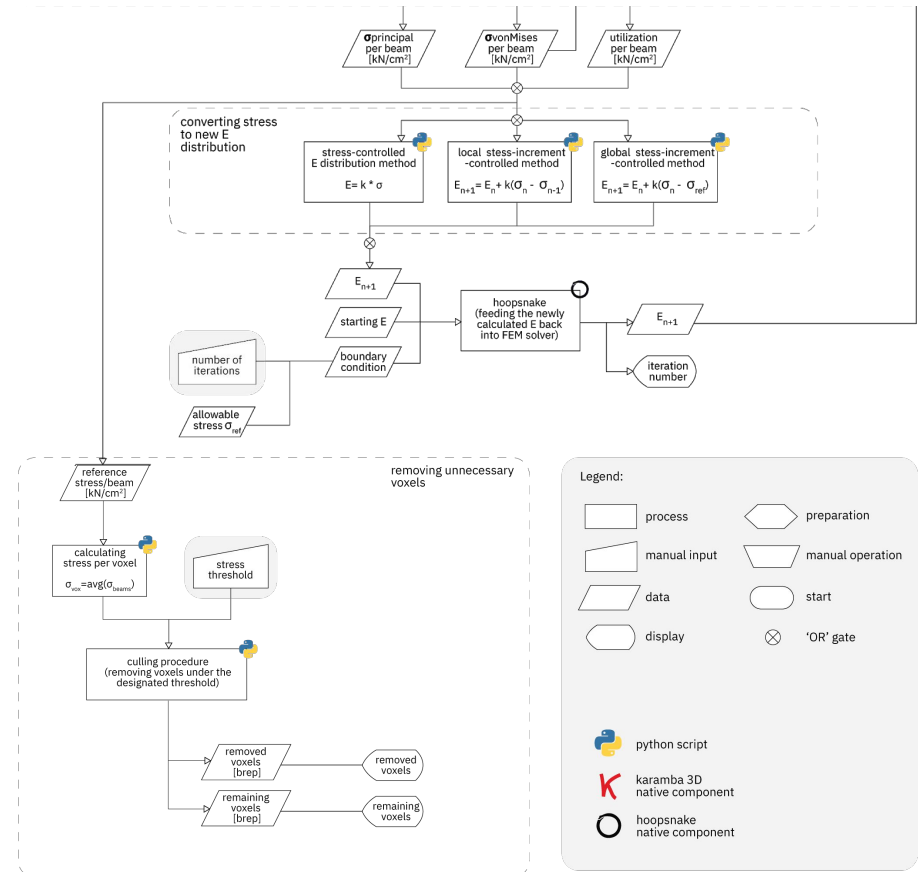 σprincipal
per beam
[kN/cm²]
σvonMises
per beam
[kN/cm²]
utilization
per beam
[kN/cm²]
converting stress
to new E
distribution
stress-controlled
E distribution method
E= k * σ
local stess-increment
-controlled method
Eₙ₊₁= Eₙ+ k(σₙ - σₙ₋₁)
global stess-increment
-controlled method
Eₙ₊₁= Eₙ+ k(σₙ - σref)
Eₙ₊₁
starting E
boundary
condition
number of
iterations
allowable
stress σref
hoopsnake
(feeding the newly
calculated E back
into FEM solver)
Eₙ₊₁
iteration
number
removing unnecessary
voxels
reference
stress/beam
[kN/cm²]
calculating
stress per voxel
σvox=avg(σbeams)
stress
threshold
culling procedure
(removing voxels under the
designated threshold)
removed
voxels
[brep]
removed
voxels
remaining
voxels
[brep]
remaining
voxels
Legend:
process
preparation
manual input
manual operation
data
start
display
'OR' gate
python script
karamba 3D
native component
hoopsnake
native component